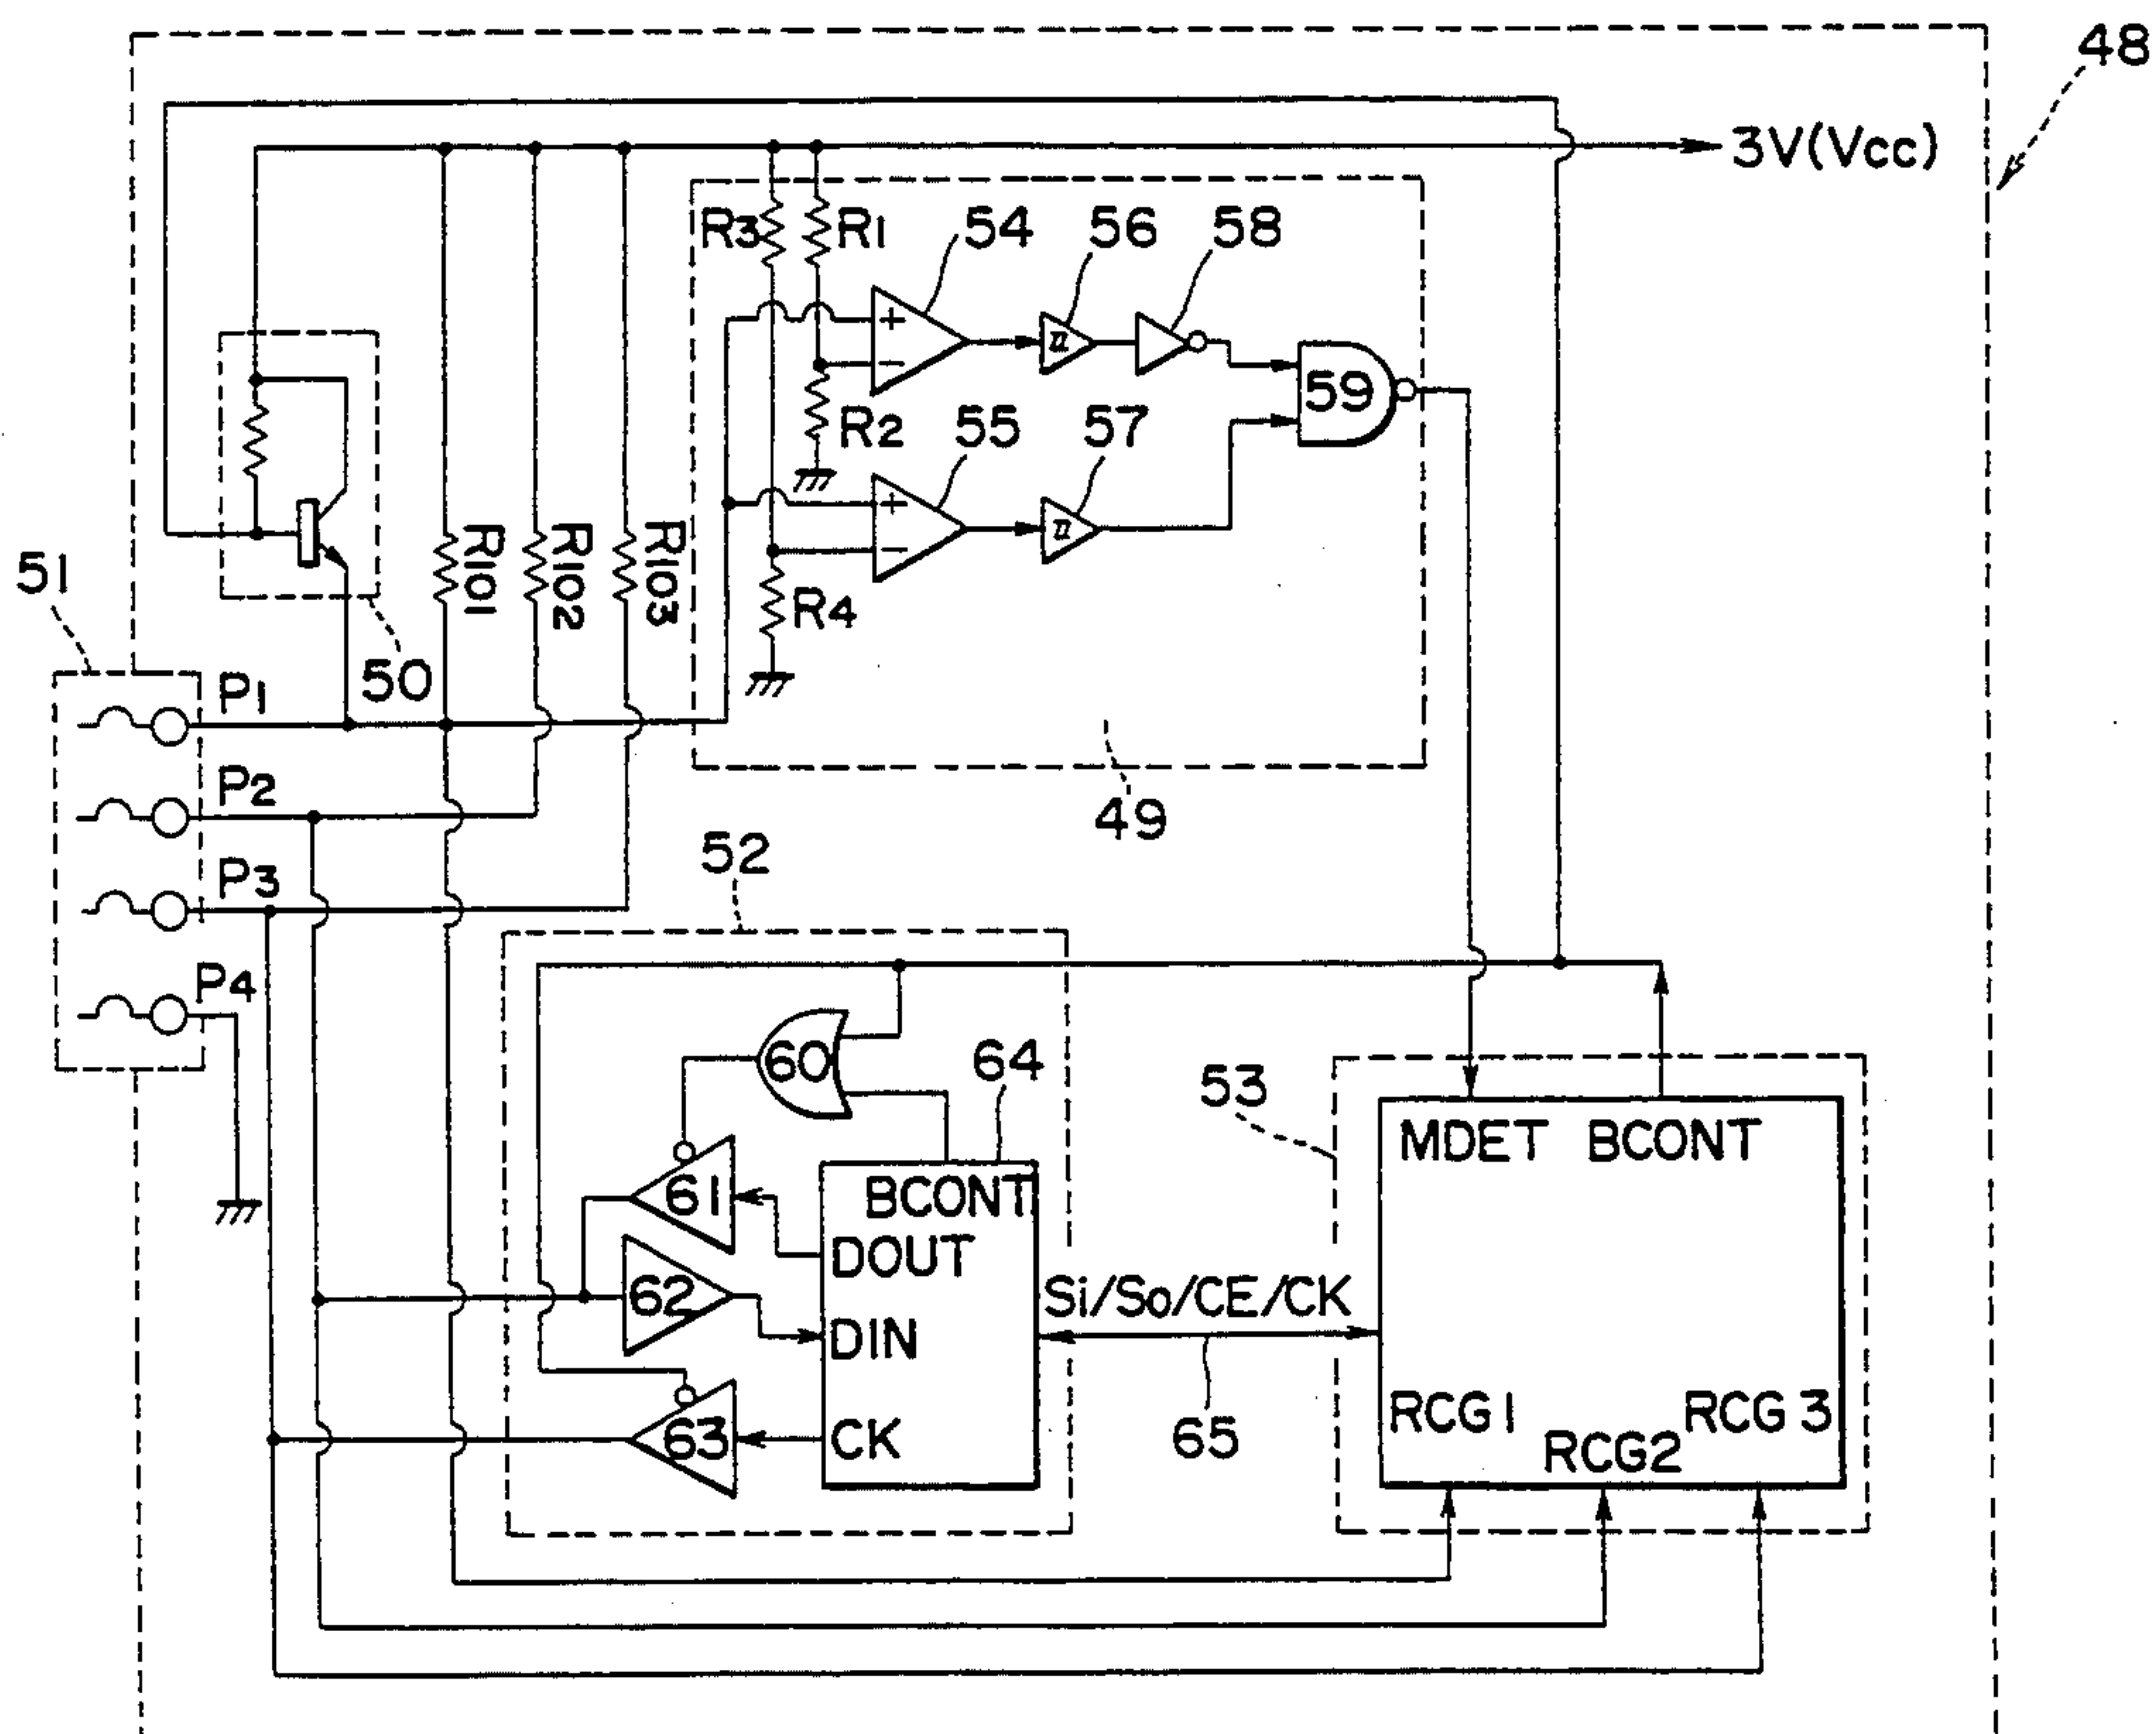 48
3V(Vcc)
R3
R1
54
56
58
59
R2
55
57
R101
R102
R103
R4
51
50
P1
P2
49
52
P3
P4
60
64
53
MDET
BCONT
61
BCONT
DOUT
62
Si/So/CE/CK
DIN
RCG1
RCG3
63
CK
65
RCG2